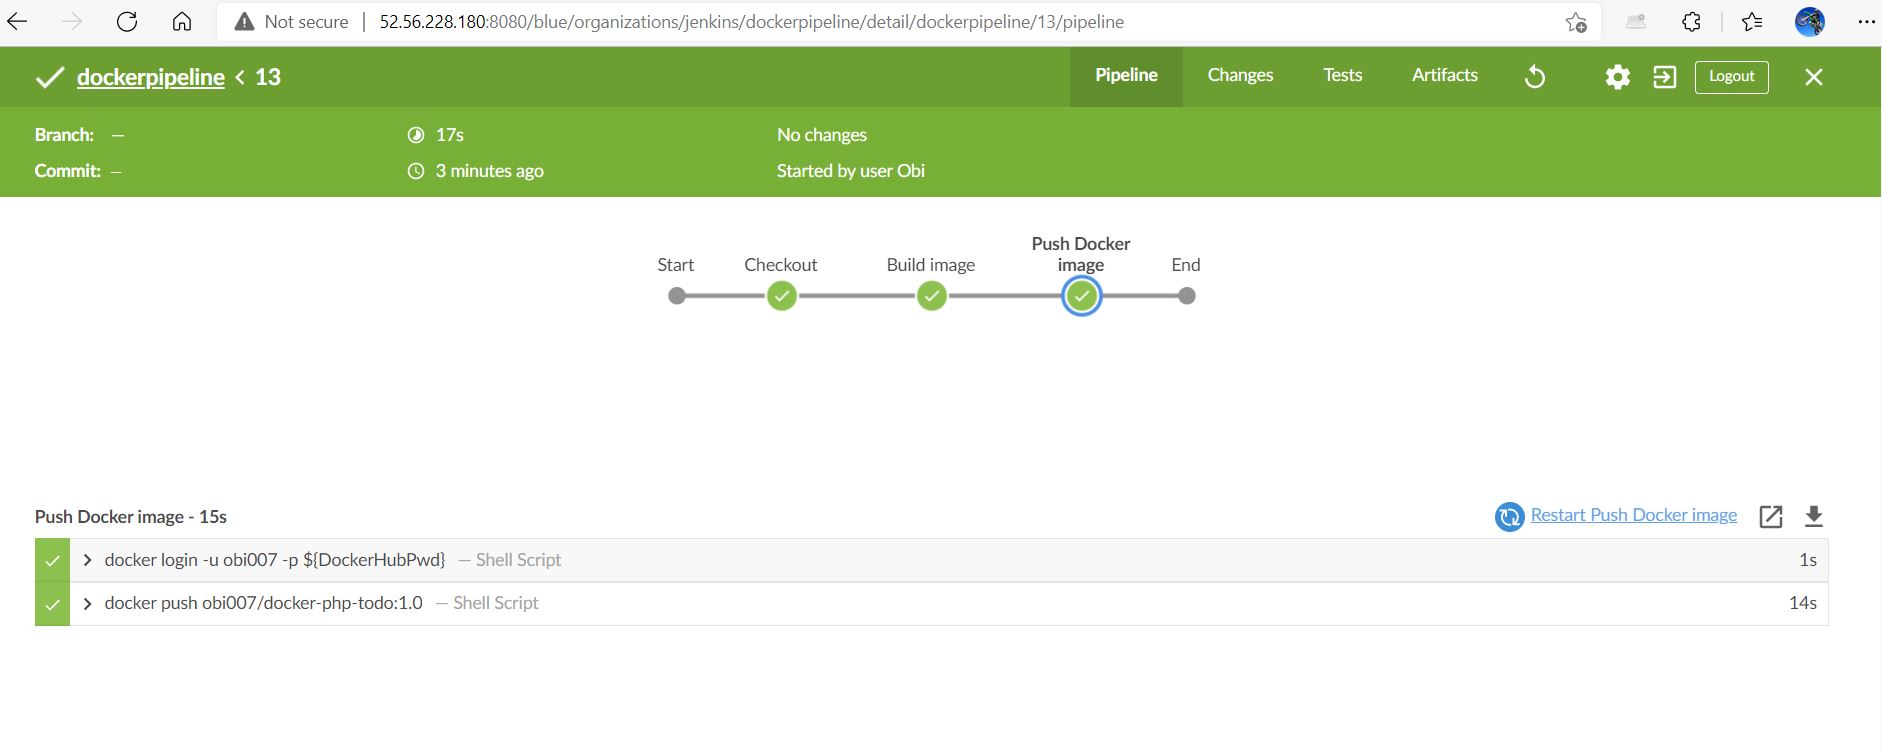 Not secure | 52.56.228.180:8080/blue/organizations/jenkins/dockerpipeline/detail/dockerpipeline/13/pipeline
dockerpipeline < 13
Pipeline Changes Tests Artifacts Logout
Branch: — 17s No changes
Commit: — 3 minutes ago Started by user Obi
Push Docker
Start Checkout Build image image End
Push Docker image - 15s Restart Push Docker image
docker login -u obi007 -p ${DockerHubPwd} — Shell Script 1s
docker push obi007/docker-php-todo:1.0 — Shell Script 14s